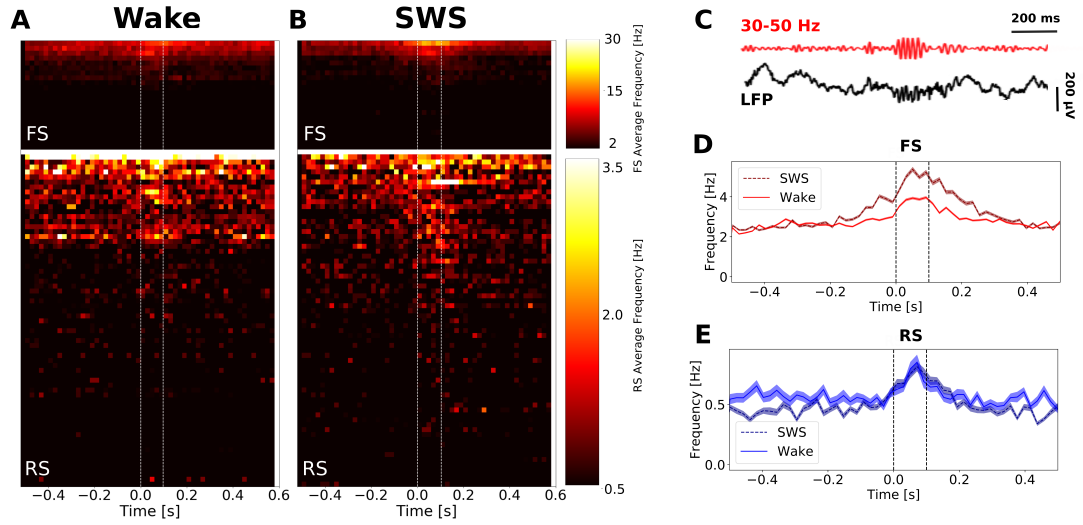 A
Wake
B
SWS
FS
RS
FS
RS
−0.4
−0.2
0.0
0.2
0.4
0.6
Time [s]
−0.4
−0.2
0.0
0.2
0.4
0.6
Time [s]
30
15
2
FS Average Frequency [Hz]
3.5
2.0
0.5
RS Average Frequency [Hz]
C
200 ms
30-50 Hz
LFP
200 μV
D
FS
SWS
Wake
4
2
0
Frequency [Hz]
−0.4
−0.2
0.0
0.2
0.4
Time [s]
E
RS
0.5
0.0
Frequency [Hz]
SWS
Wake
−0.4
−0.2
0.0
0.2
0.4
Time [s]